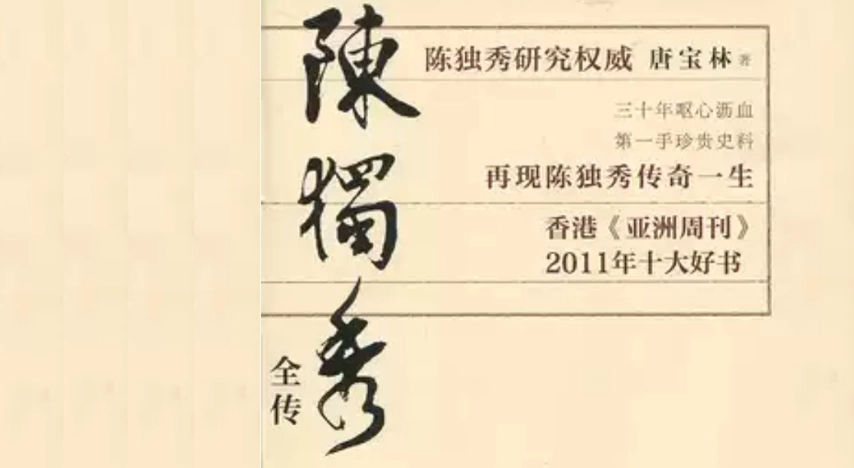 陳獨秀
全传
陈独秀研究权威 唐宝林 著
三十年呕心沥血
第一手珍贵史料
再现陈独秀传奇一生
香港《亚洲周刊》
2011年十大好书